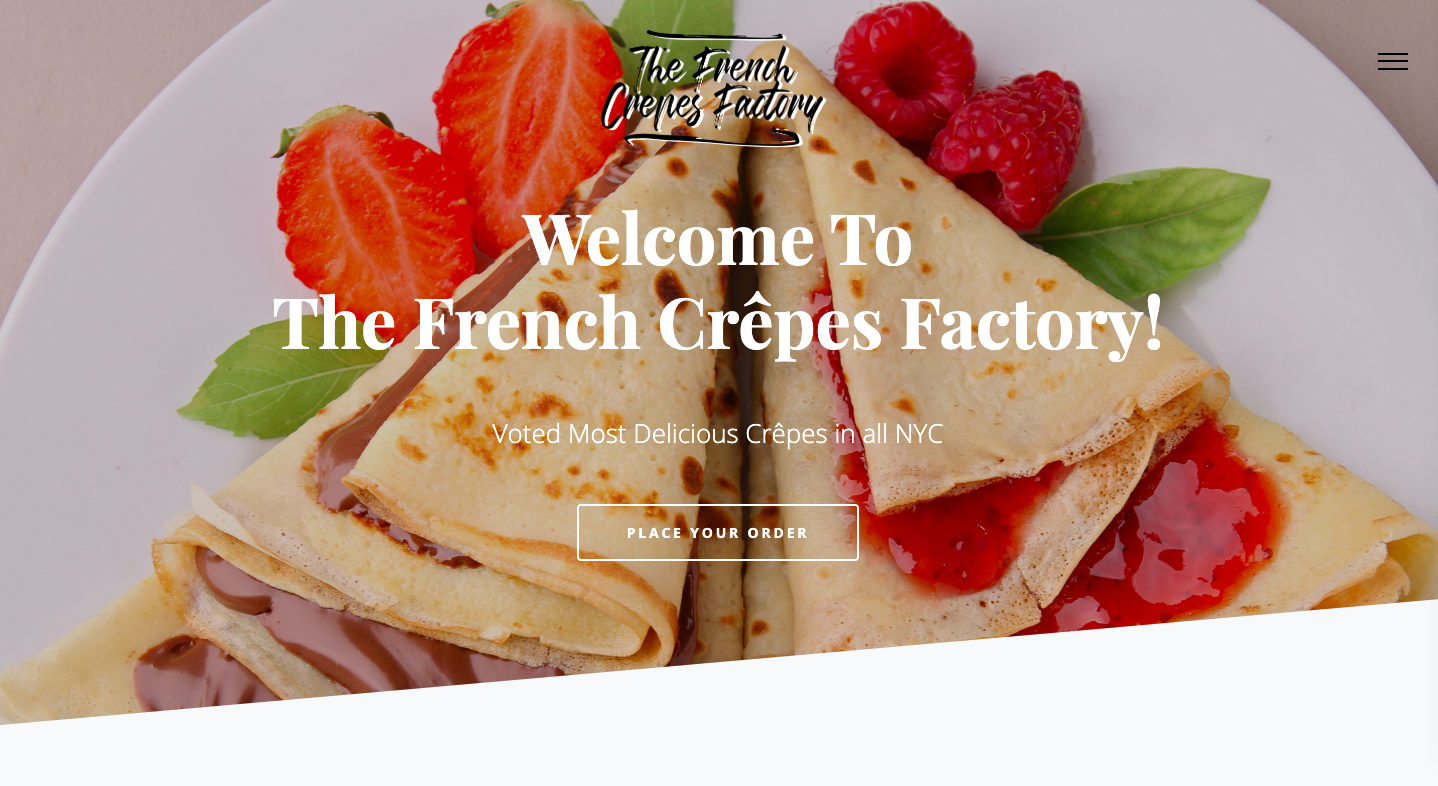 The French
Crepes Factory
Welcome To
The French Crêpes Factory!
Voted Most Delicious Crêpes in all NYC
PLACE YOUR ORDER